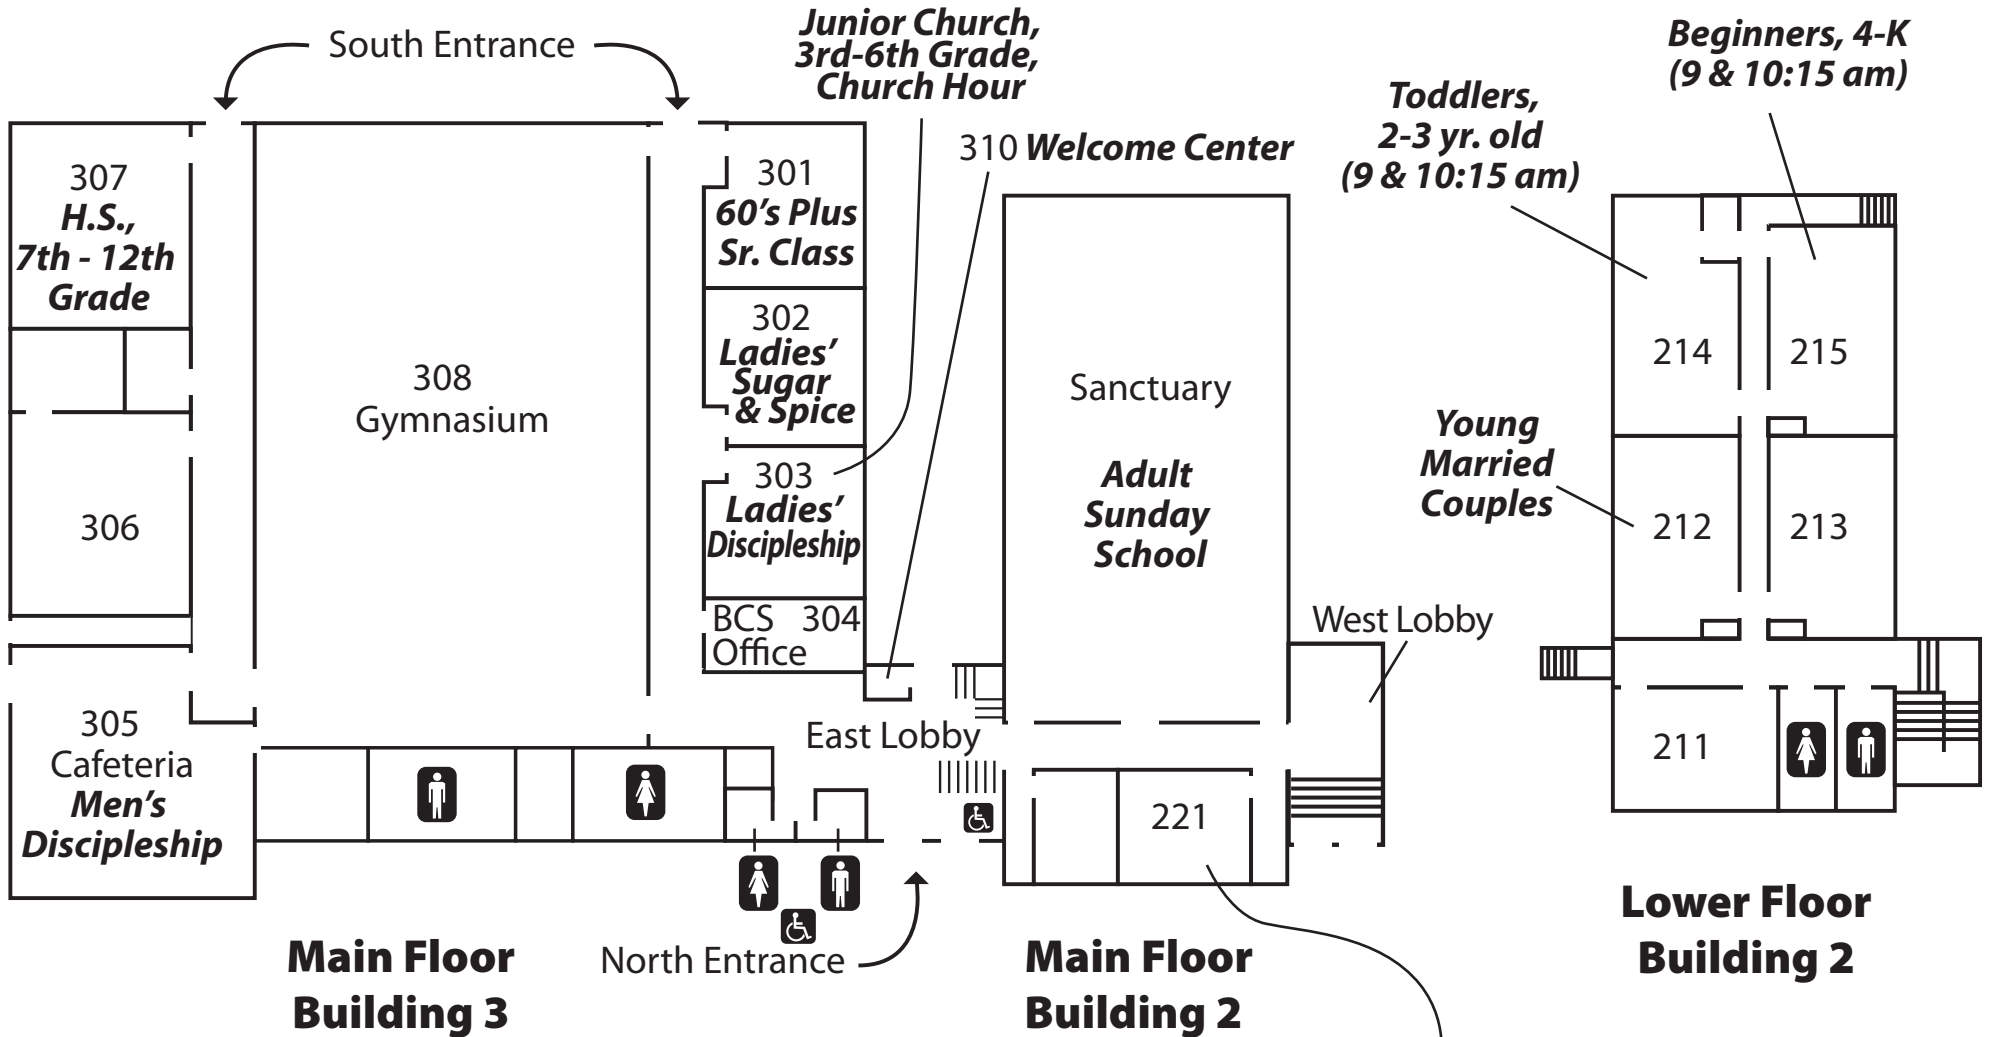 South Entrance
Junior Church,
3rd-6th Grade,
Church Hour
310 Welcome Center
Toddlers,
2-3 yr. old
(9 & 10:15 am)
Beginners, 4-K
(9 & 10:15 am)
307
H.S.,
7th - 12th
Grade
306
305
Cafeteria
Men's
Discipleship
308
Gymnasium
301
60's Plus
Sr. Class
302
Ladies'
Sugar
& Spice
303
Ladies'
Discipleship
BCS 304
Office
East Lobby
North Entrance
Sanctuary
Adult
Sunday
School
West Lobby
221
214
215
Young
Married
Couples
212
213
211
Main Floor
Building 3
Main Floor
Building 2
Lower Floor
Building 2